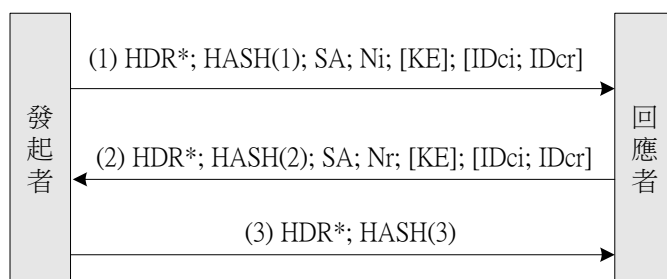 發起者
(1) HDR*; HASH(1); SA; Ni; [KE]; [IDci; IDcr]
(2) HDR*; HASH(2); SA; Nr; [KE]; [IDci; IDcr]
(3) HDR*; HASH(3)
回應者